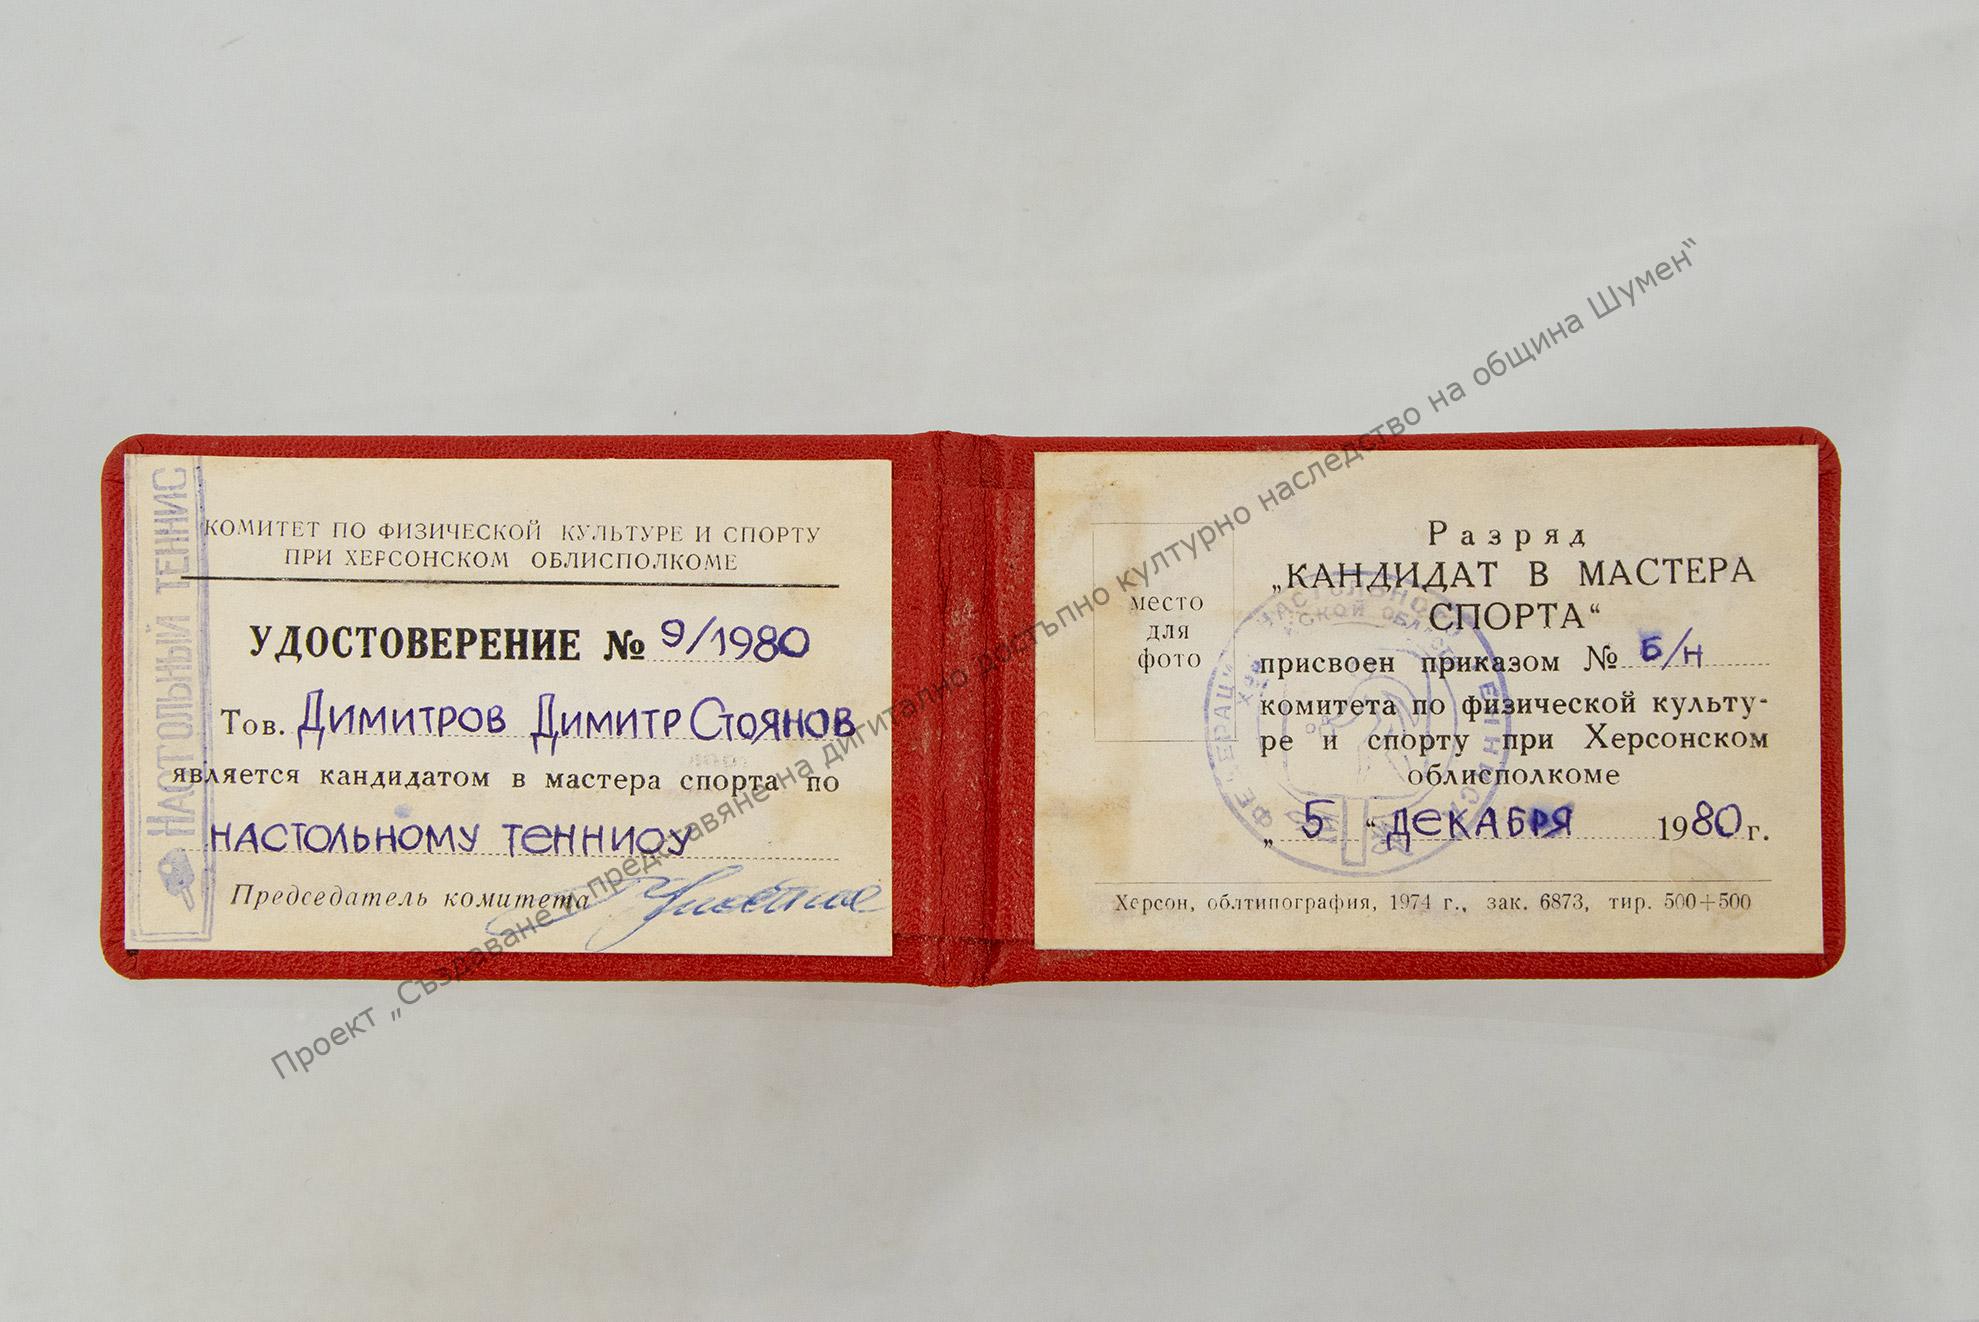 НАСТОЛЬНЫЙ ТЕННИС
КОМИТЕТ ПО ФИЗИЧЕСКОЙ КУЛЬТУРЕ И СПОРТУ
ПРИ ХЕРСОНСКОМ ОБЛИСПОЛКОМЕ
УДОСТОВЕРЕНИЕ № 9/1980
Тов. Димитров Димитр Стоянов
является кандидатом в мастера спорта по
настольному теннису
Председатель комитета
место
для
фото
Разряд
„КАНДИДАТ В МАСТЕРА
СПОРТА“
присвоен приказом № б/н
комитета по физической культу-
ре и спорту при Херсонском
облисполкоме
„ 5 “ декабря 1980 г.
Херсон, облтипография, 1974 г., зак. 6873, тир. 500+500
Проект „Създаване и представяне на дигитално достъпно културно наследство на община Шумен“